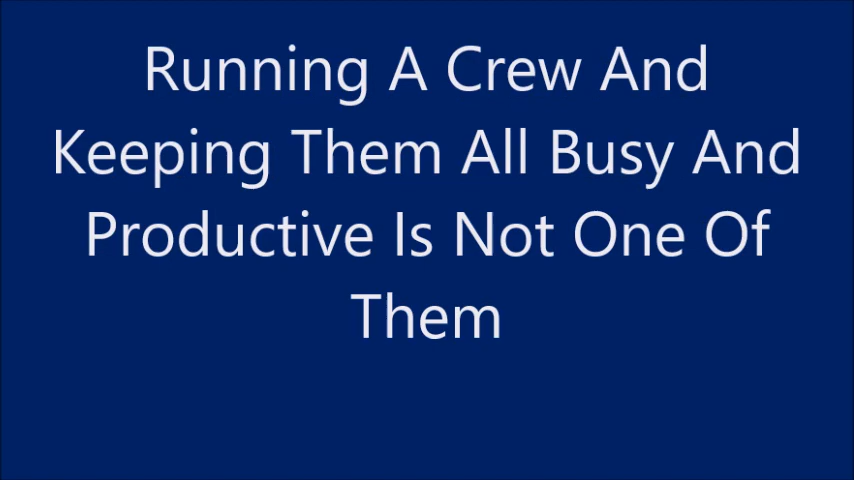 Running A Crew And
Keeping Them All Busy And
Productive Is Not One Of
Them